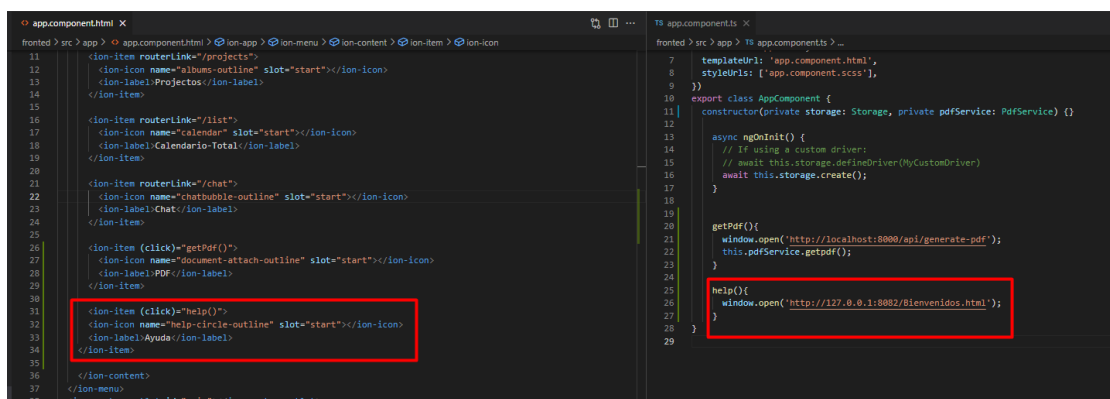 app.component.html
fronted > src > app > app.component.html > ion-app > ion-menu > ion-content > ion-item > ion-icon
11 <ion-item routerLink="/projects">
12 <ion-icon name="albums-outline" slot="start"></ion-icon>
13 <ion-label>Projectos</ion-label>
14 </ion-item>
15
16 <ion-item routerLink="/list">
17 <ion-icon name="calendar" slot="start"></ion-icon>
18 <ion-label>Calendario-Total</ion-label>
19 </ion-item>
20
21 <ion-item routerLink="/chat">
22 <ion-icon name="chatbubble-outline" slot="start"></ion-icon>
23 <ion-label>Chat</ion-label>
24 </ion-item>
25
26 <ion-item (click)="getPdf()">
27 <ion-icon name="document-attach-outline" slot="start"></ion-icon>
28 <ion-label>PDF</ion-label>
29 </ion-item>
30
31 <ion-item (click)="help()">
32 <ion-icon name="help-circle-outline" slot="start"></ion-icon>
33 <ion-label>Ayuda</ion-label>
34 </ion-item>
35
36 </ion-content>
37 </ion-menu>
TS app.component.ts
fronted > src > app > TS app.component.ts > ...
7 templateUrl: 'app.component.html',
8 styleUrls: ['app.component.scss'],
9 })
10 export class AppComponent {
11 constructor(private storage: Storage, private pdfService: PdfService) {}
12
13 async ngOnInit() {
14 // If using a custom driver:
15 // await this.storage.defineDriver(MyCustomDriver)
16 await this.storage.create();
17 }
18
19
20 getPdf(){
21 window.open('http://localhost:8000/api/generate-pdf');
22 this.pdfService.getpdf();
23 }
24
25 help(){
26 window.open('http://127.0.0.1:8082/Bienvenidos.html');
27 }
28 }
29